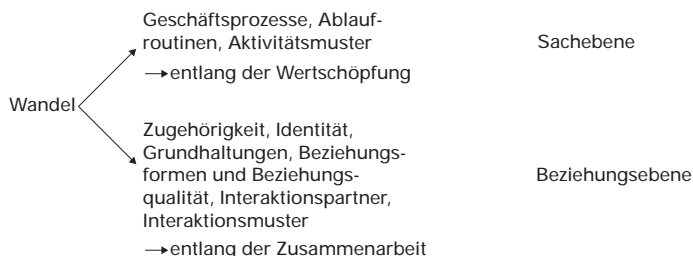 Geschäftsprozesse, Ablauf-
routinen, Aktivitätsmuster
Sachebene
→ entlang der Wertschöpfung
Wandel
Zugehörigkeit, Identität,
Grundhaltungen, Beziehungs-
formen und Beziehungs-
Beziehungsebene
qualität, Interaktionspartner,
Interaktionsmuster
→ entlang der Zusammenarbeit